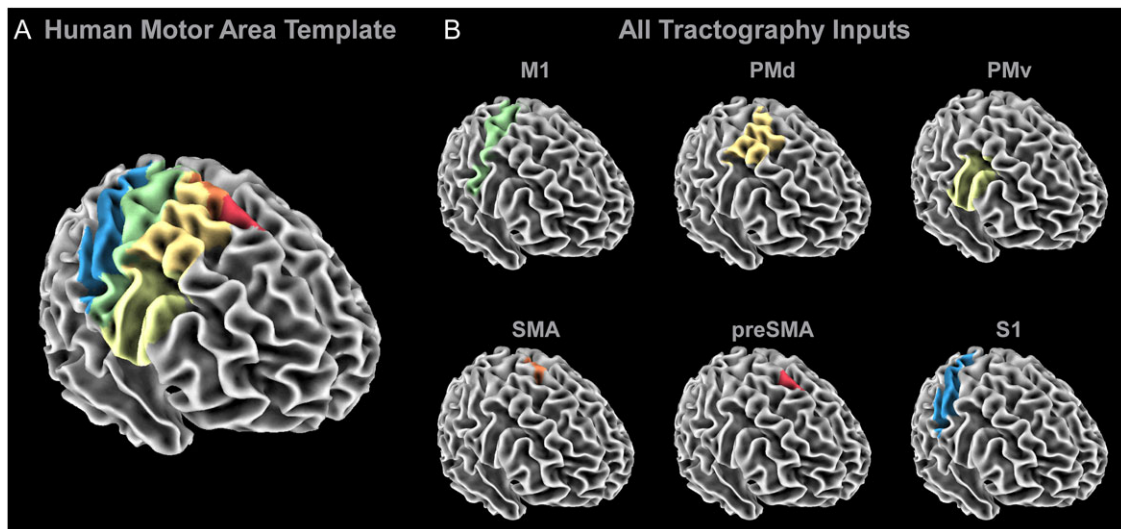 A Human Motor Area Template
B All Tractography Inputs
M1 PMd PMv
SMA preSMA S1